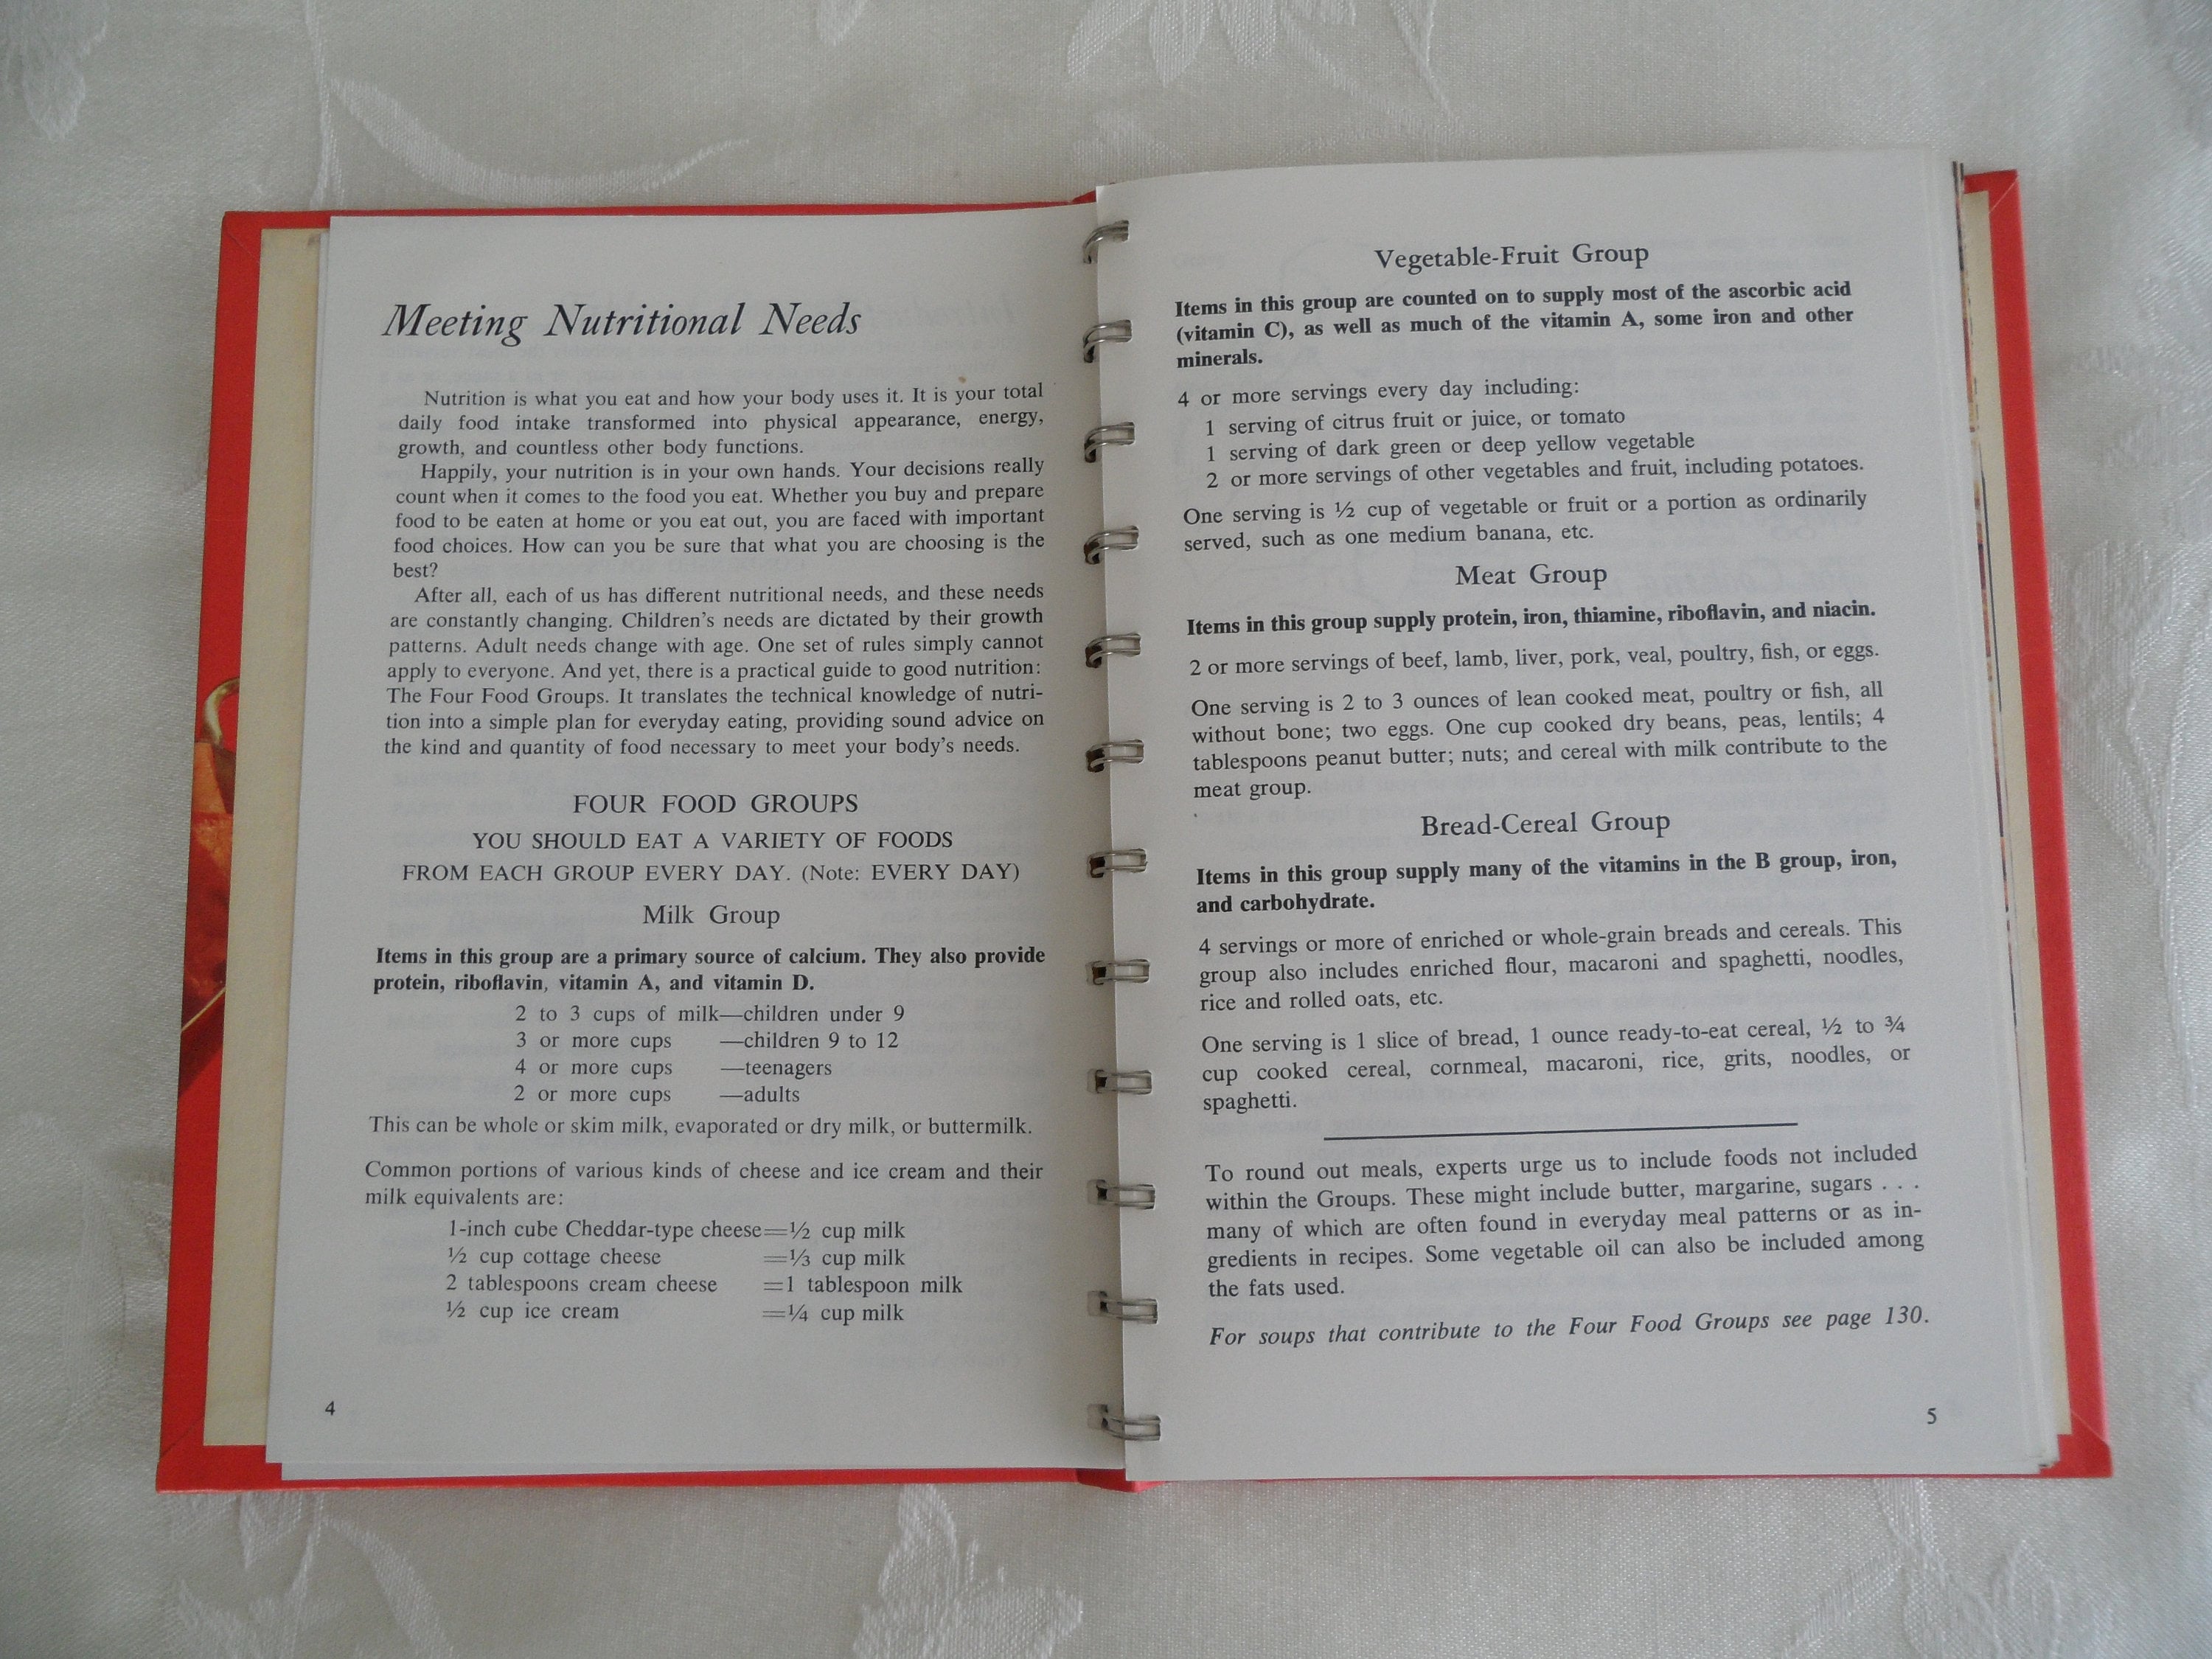 Meeting Nutritional Needs
Nutrition is what you eat and how your body uses it. It is your total
daily food intake transformed into physical appearance, energy,
growth, and countless other body functions.
Happily, your nutrition is in your own hands. Your decisions really
count when it comes to the food you eat. Whether you buy and prepare
food to be eaten at home or you eat out, you are faced with important
food choices. How can you be sure that what you are choosing is the
best?
After all, each of us has different nutritional needs, and these needs
are constantly changing. Children's needs are dictated by their growth
patterns. Adult needs change with age. One set of rules simply cannot
apply to everyone. And yet, there is a practical guide to good nutrition:
The Four Food Groups. It translates the technical knowledge of nutri-
tion into a simple plan for everyday eating, providing sound advice on
the kind and quantity of food necessary to meet your body's needs.
FOUR FOOD GROUPS
YOU SHOULD EAT A VARIETY OF FOODS
FROM EACH GROUP EVERY DAY. (Note: EVERY DAY)
Milk Group
Items in this group are a primary source of calcium. They also provide
protein, riboflavin, vitamin A, and vitamin D.
2 to 3 cups of milk—children under 9
3 or more cups —children 9 to 12
4 or more cups —teenagers
2 or more cups —adults
This can be whole or skim milk, evaporated or dry milk, or buttermilk.
Common portions of various kinds of cheese and ice cream and their
milk equivalents are:
1-inch cube Cheddar-type cheese=½ cup milk
½ cup cottage cheese =⅓ cup milk
2 tablespoons cream cheese =1 tablespoon milk
½ cup ice cream =¼ cup milk
4
Vegetable-Fruit Group
Items in this group are counted on to supply most of the ascorbic acid
(vitamin C), as well as much of the vitamin A, some iron and other
minerals.
4 or more servings every day including:
1 serving of citrus fruit or juice, or tomato
1 serving of dark green or deep yellow vegetable
2 or more servings of other vegetables and fruit, including potatoes.
One serving is ½ cup of vegetable or fruit or a portion as ordinarily
served, such as one medium banana, etc.
Meat Group
Items in this group supply protein, iron, thiamine, riboflavin, and niacin.
2 or more servings of beef, lamb, liver, pork, veal, poultry, fish, or eggs.
One serving is 2 to 3 ounces of lean cooked meat, poultry or fish, all
without bone; two eggs. One cup cooked dry beans, peas, lentils; 4
tablespoons peanut butter; nuts; and cereal with milk contribute to the
meat group.
Bread-Cereal Group
Items in this group supply many of the vitamins in the B group, iron,
and carbohydrate.
4 servings or more of enriched or whole-grain breads and cereals. This
group also includes enriched flour, macaroni and spaghetti, noodles,
rice and rolled oats, etc.
One serving is 1 slice of bread, 1 ounce ready-to-eat cereal, ½ to ¾
cup cooked cereal, cornmeal, macaroni, rice, grits, noodles, or
spaghetti.
To round out meals, experts urge us to include foods not included
within the Groups. These might include butter, margarine, sugars . . .
many of which are often found in everyday meal patterns or as in-
gredients in recipes. Some vegetable oil can also be included among
the fats used.
For soups that contribute to the Four Food Groups see page 130.
5